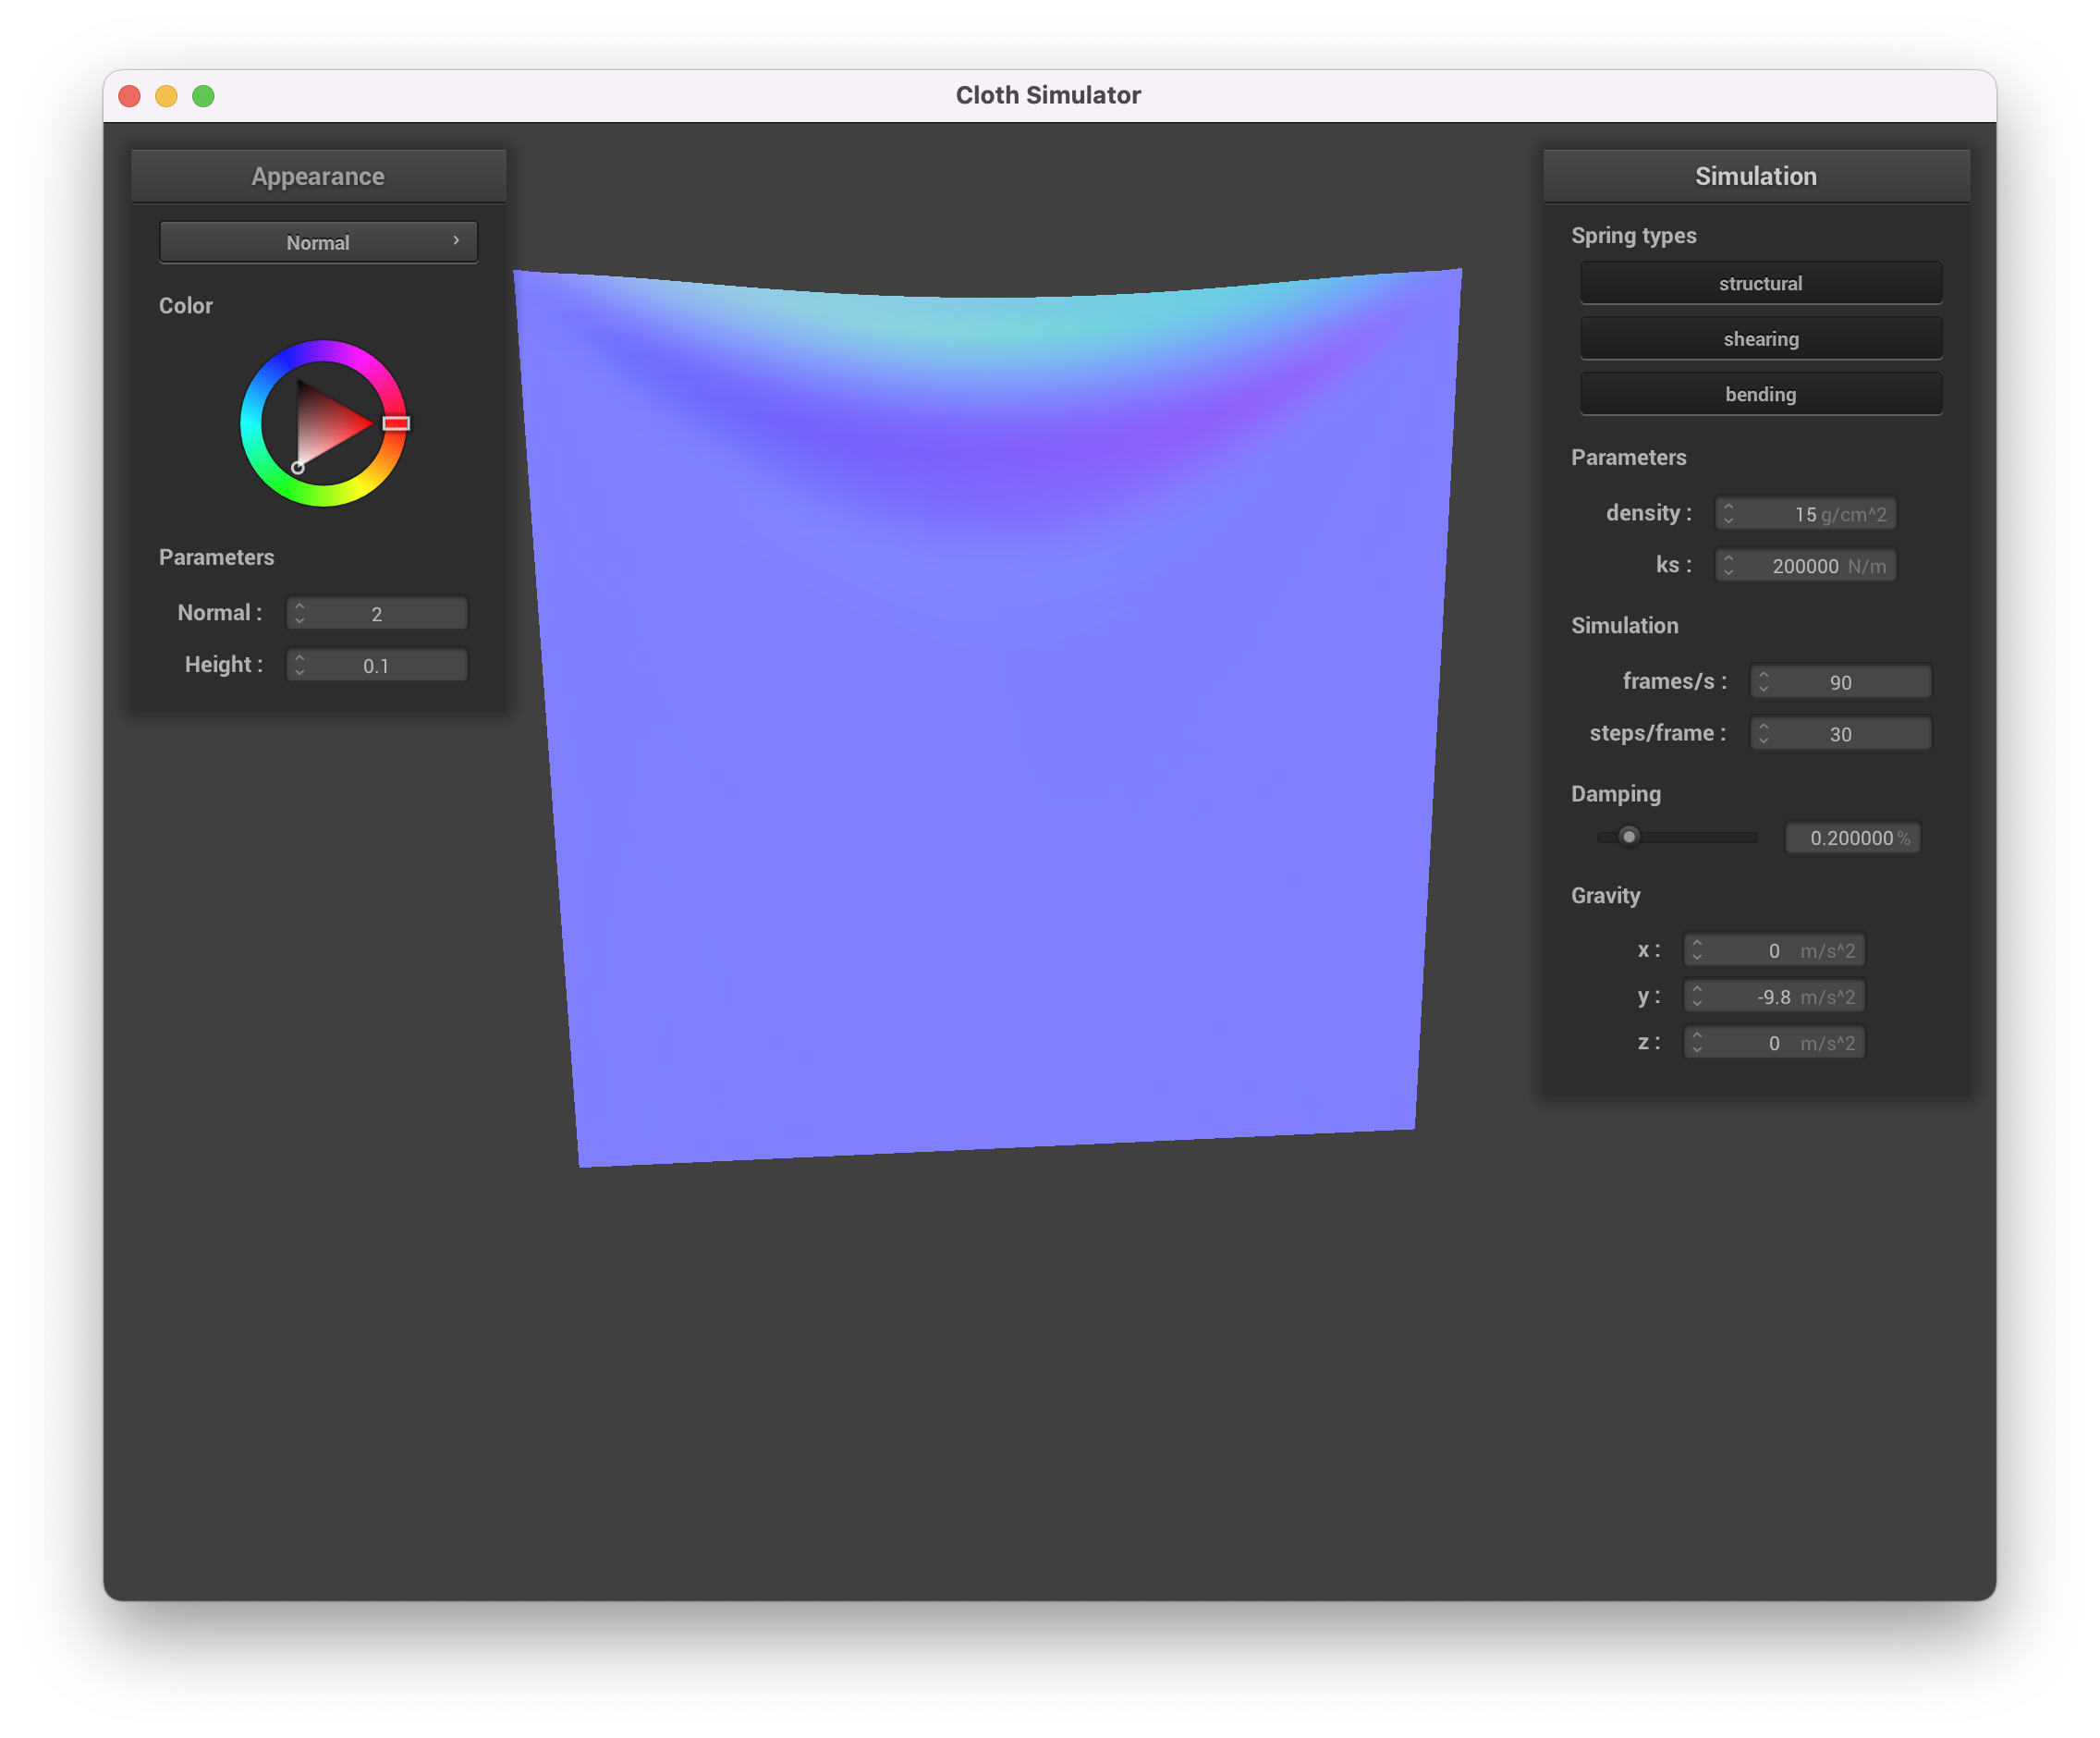 Cloth Simulator
Appearance
Normal
Color
Parameters
Normal : 2
Height : 0.1
Simulation
Spring types
structural
shearing
bending
Parameters
density : 15 g/cm^2
ks : 200000 N/m
Simulation
frames/s : 90
steps/frame : 30
Damping
0.200000 %
Gravity
x : 0 m/s^2
y : -9.8 m/s^2
z : 0 m/s^2